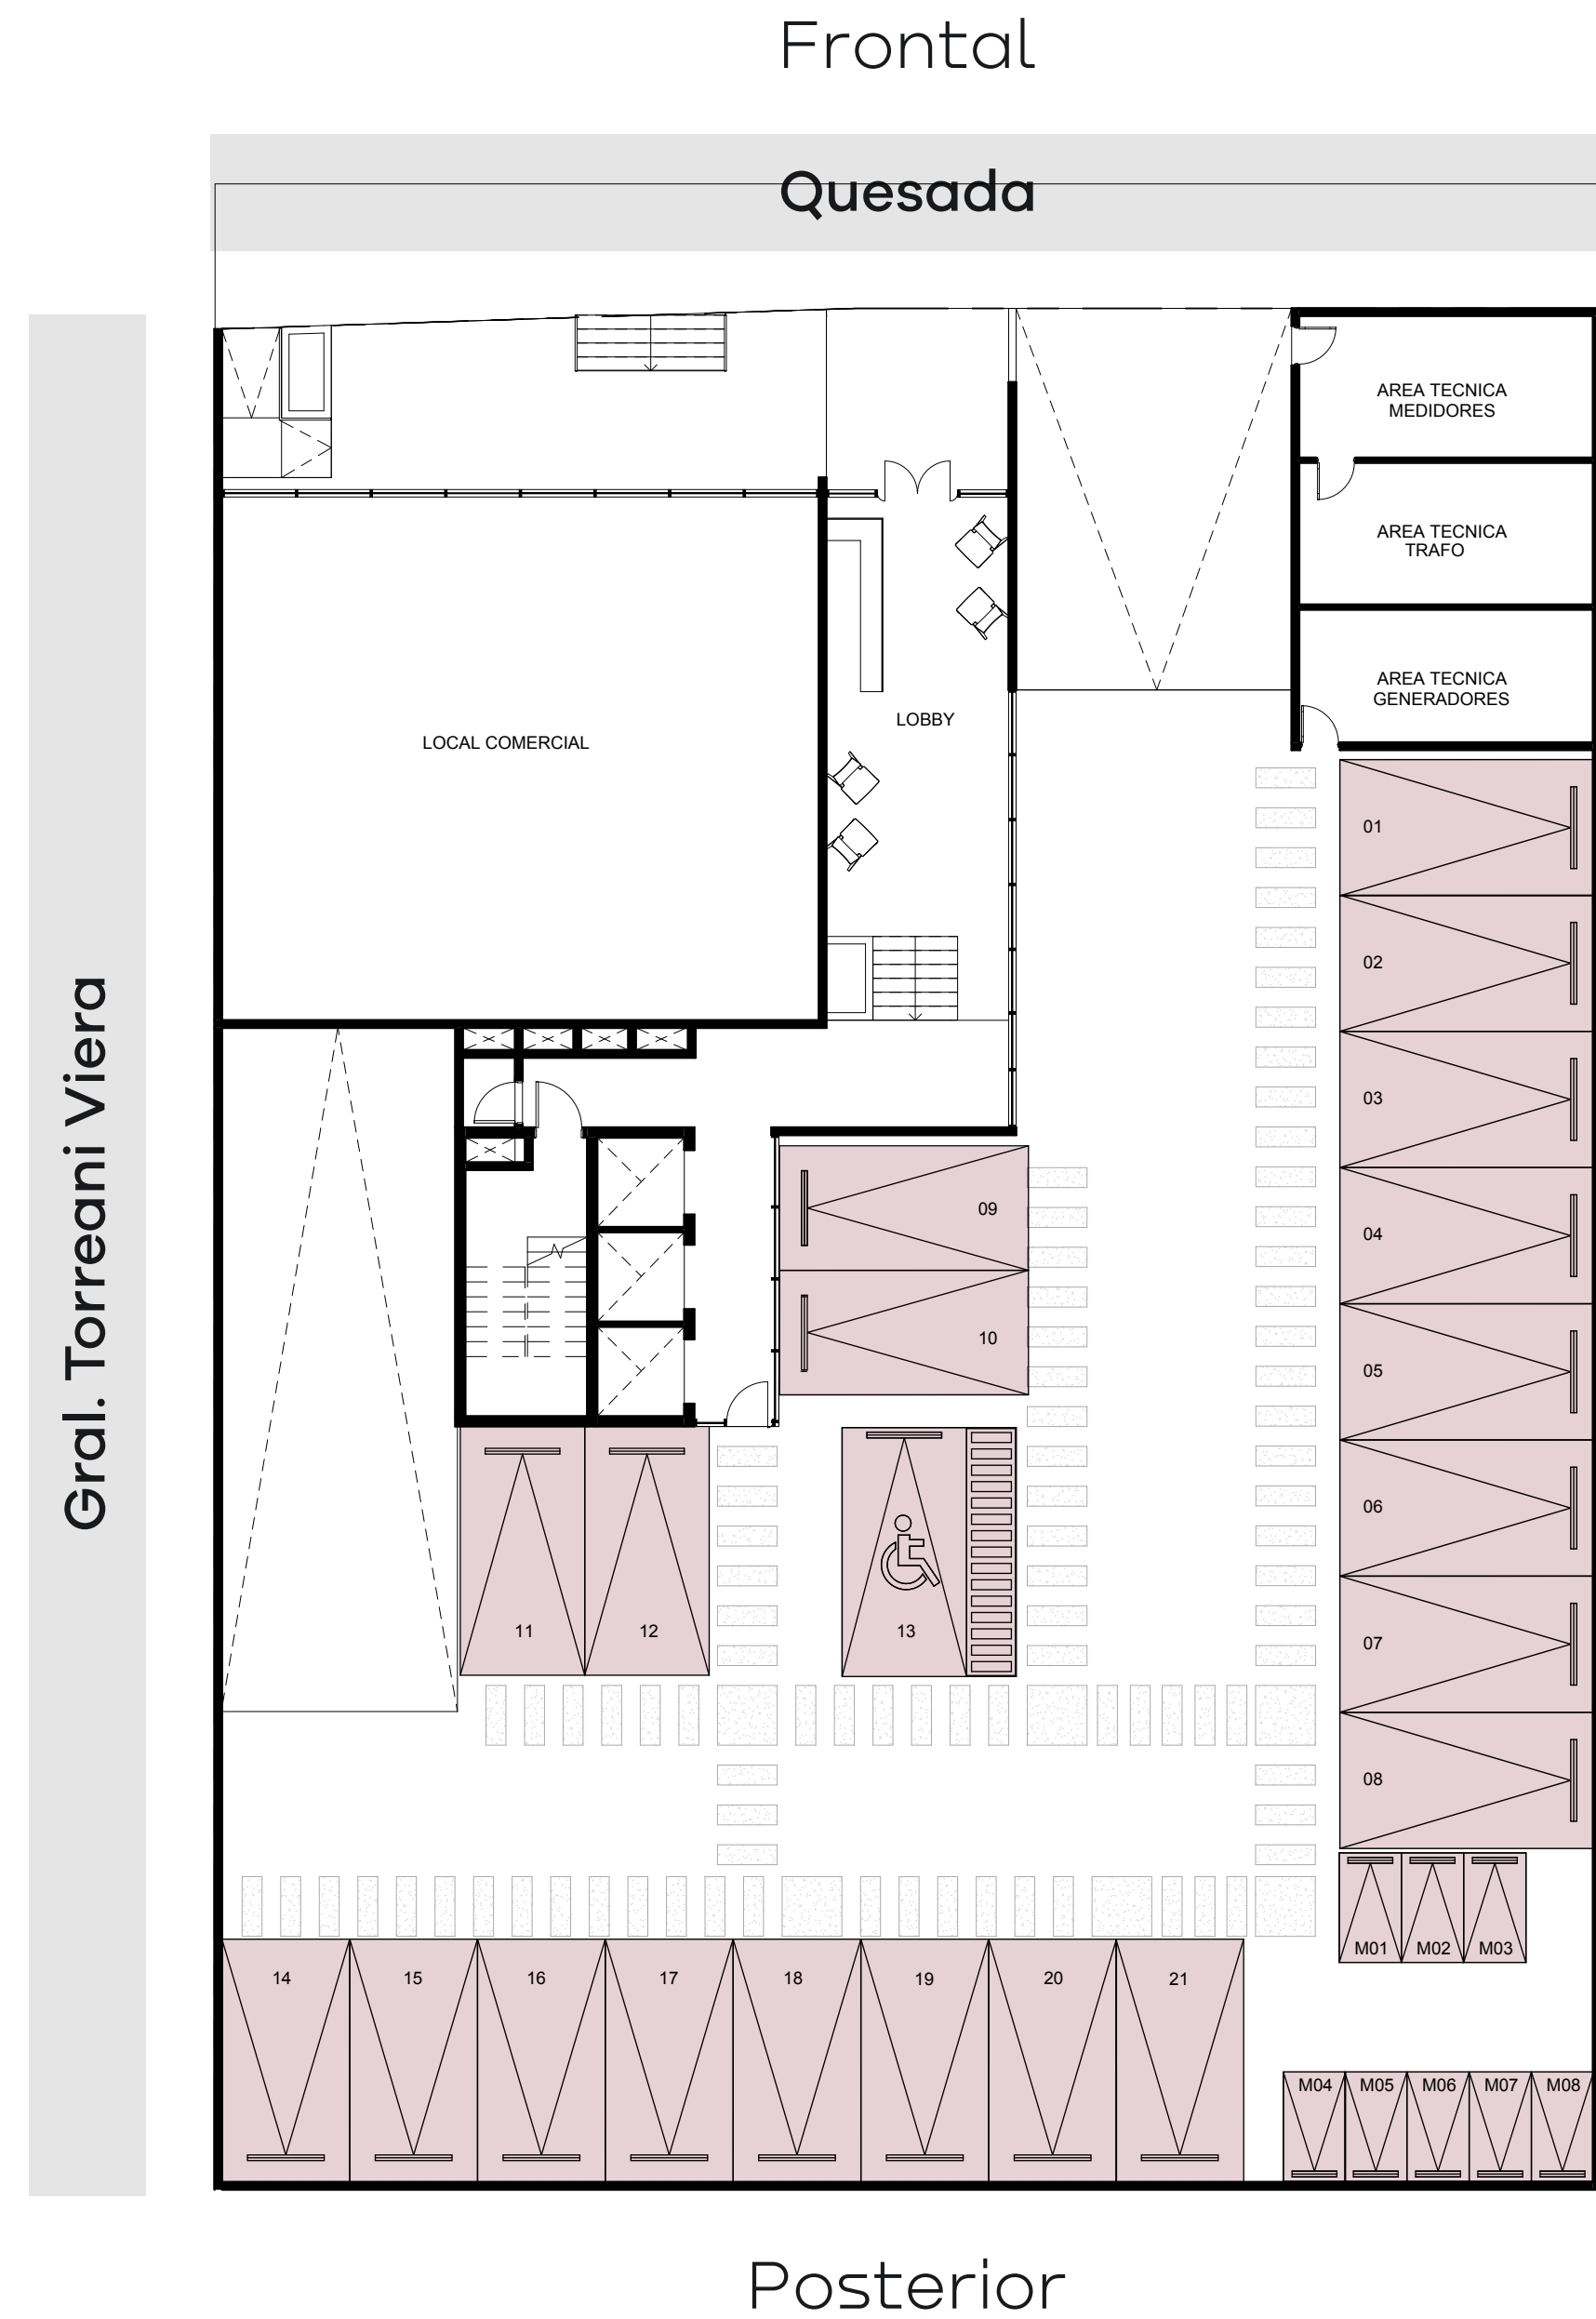 Frontal
Quesada
Gral. Torreani Viera
AREA TECNICA
MEDIDORES
AREA TECNICA
TRAFO
AREA TECNICA
GENERADORES
LOBBY
LOCAL COMERCIAL
01
02
03
04
05
06
07
08
09
10
11
12
13
M01
M02
M03
14
15
16
17
18
19
20
21
M04
M05
M06
M07
M08
Posterior